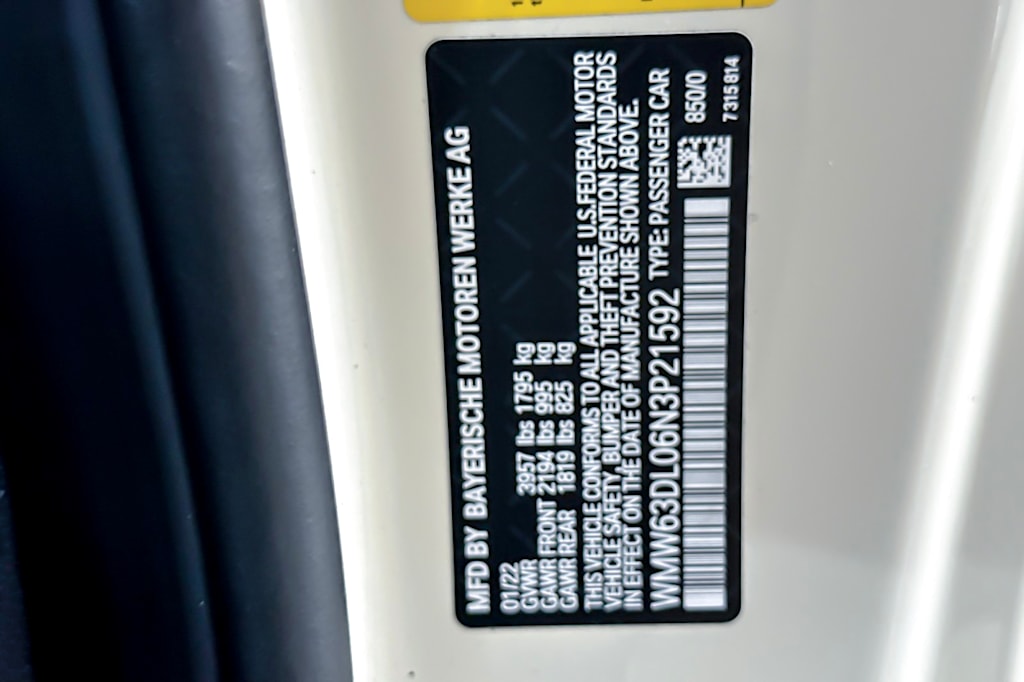 MFD BY BAYERISCHE MOTOREN WERKE AG
01/22
GVWR 3957 lbs 1795 kg
GAWR FRONT 2194 lbs 995 kg
GAWR REAR 1819 lbs 825 kg
THIS VEHICLE CONFORMS TO ALL APPLICABLE U.S. FEDERAL MOTOR
VEHICLE SAFETY, BUMPER AND THEFT PREVENTION STANDARDS
IN EFFECT ON THE DATE OF MANUFACTURE SHOWN ABOVE.
WMW63DL06N3P21592 TYPE: PASSENGER CAR
850/0
7315814